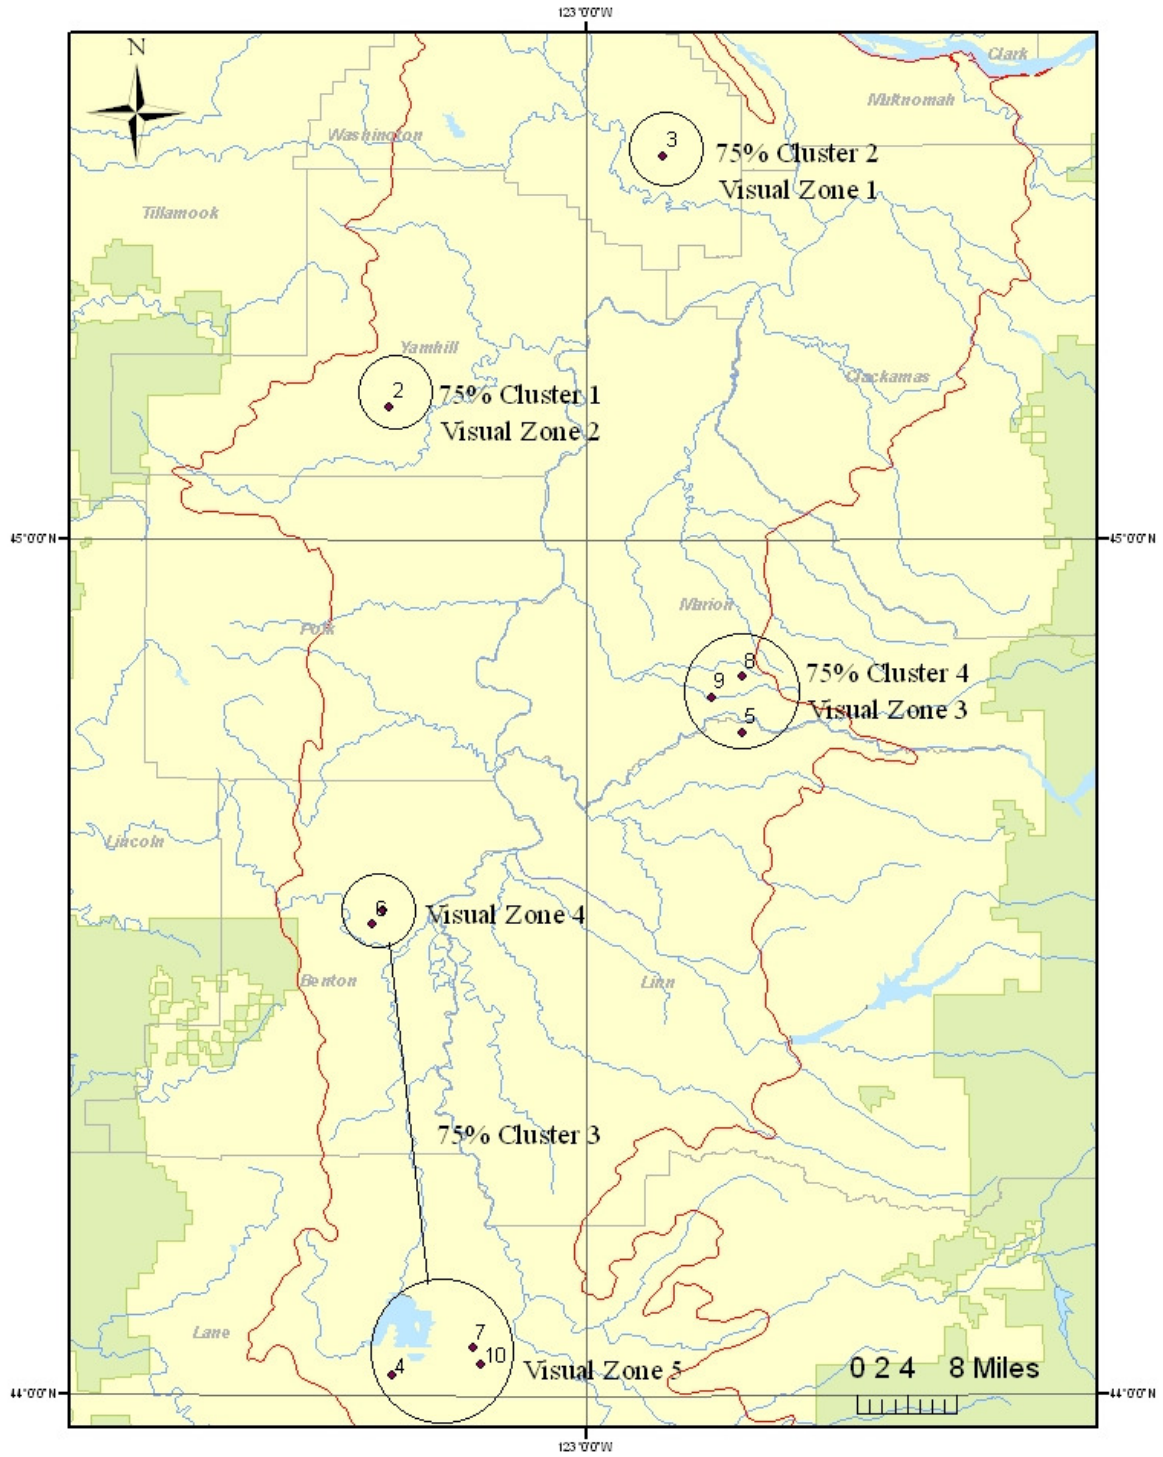 123°0'0"W
N
Clark
Multnomah
Washington
3
75% Cluster 2
Visual Zone 1
Tillamook
Yamhill
Clackamas
2
75% Cluster 1
Visual Zone 2
45°0'0"N
45°0'0"N
Marion
Polk
8
9
75% Cluster 4
Visual Zone 3
5
Lincoln
6
Visual Zone 4
Benton
Linn
75% Cluster 3
Lane
7
10
4
Visual Zone 5
0 2 4 8 Miles
44°0'0"N
44°0'0"N
123°0'0"W